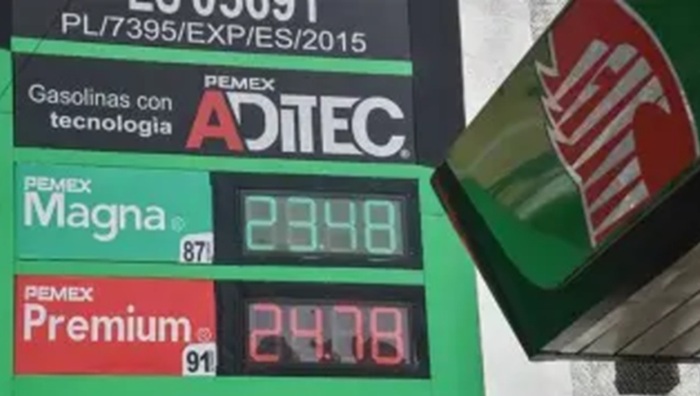 PL/7395/EXP/ES/2015
PEMEX
Gasolinas con
tecnología
ADiTEC®
PEMEX
Magna®
87
23.48
PEMEX
Premium®
91
24.78